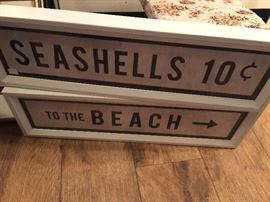 SEASHELLS 10¢
TO THE BEACH →